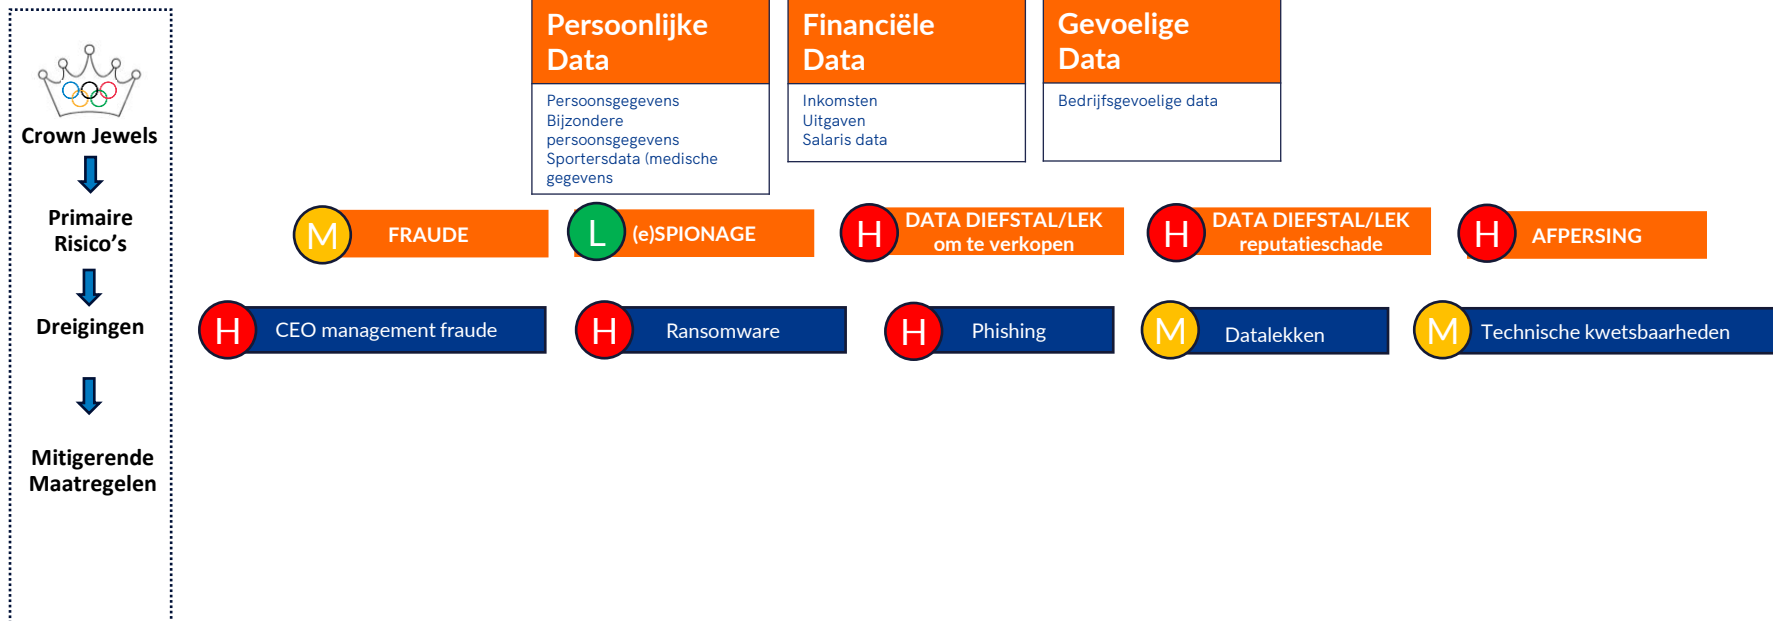 Persoonlijke
Data
Persoonsgegevens
Bijzondere
persoonsgegevens
Sportersdata (medische
gegevens
Financiële
Data
Inkomsten
Uitgaven
Salaris data
Gevoelige
Data
Bedrijfsgevoelige data
Crown Jewels
Primaire
Risico's
M FRAUDE
L (e)SPIONAGE
H DATA DIEFSTAL/LEK
om te verkopen
H DATA DIEFSTAL/LEK
reputatieschade
H AFPERSING
Dreigingen
H CEO management fraude
H Ransomware
H Phishing
M Datalekken
M Technische kwetsbaarheden
Mitigerende
Maatregelen